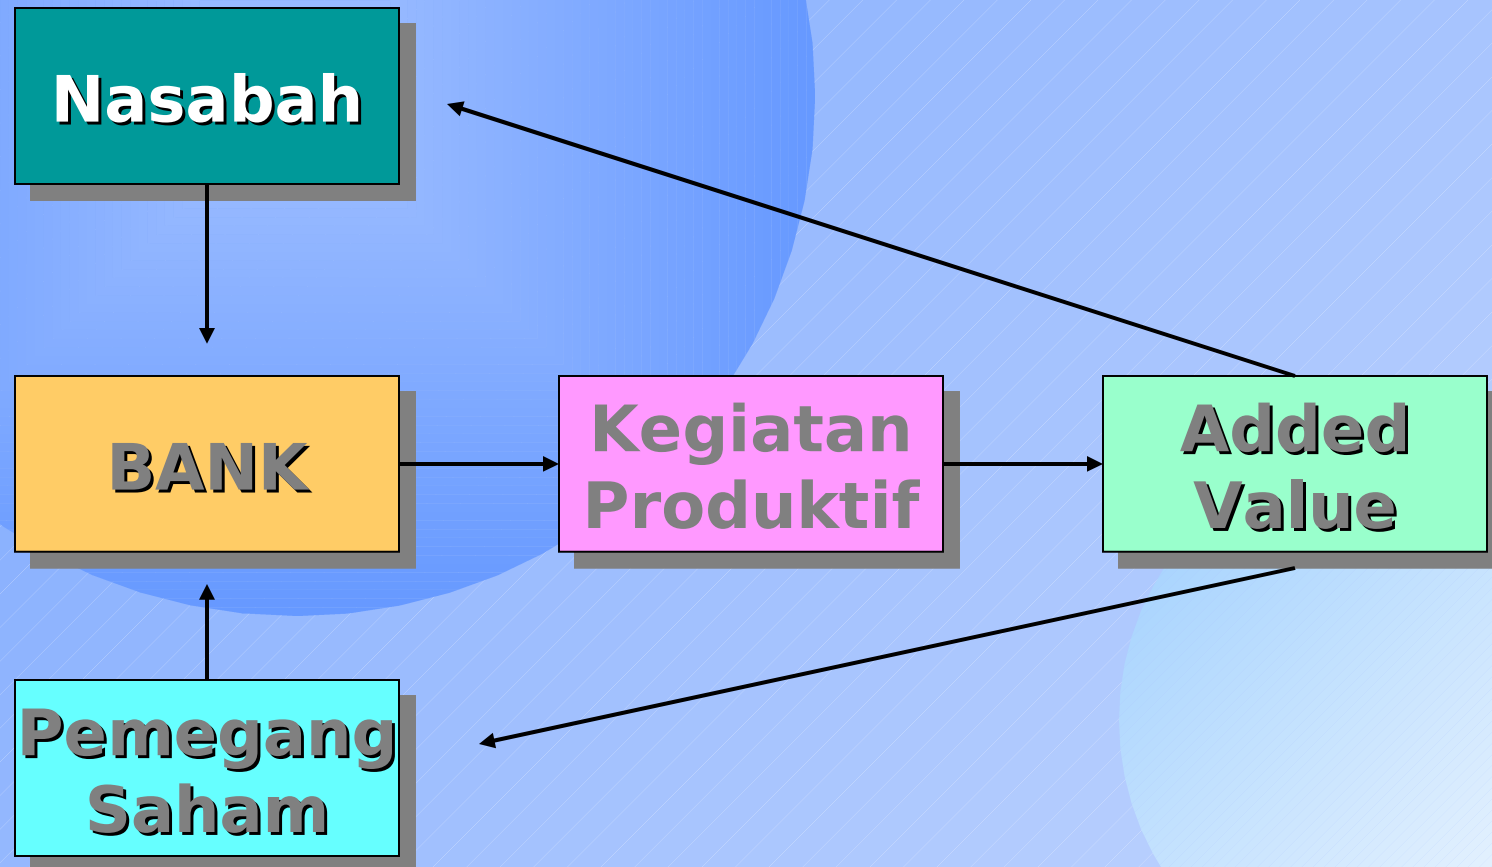 Nasabah
BANK
Kegiatan
Produktif
Added
Value
Pemegang
Saham